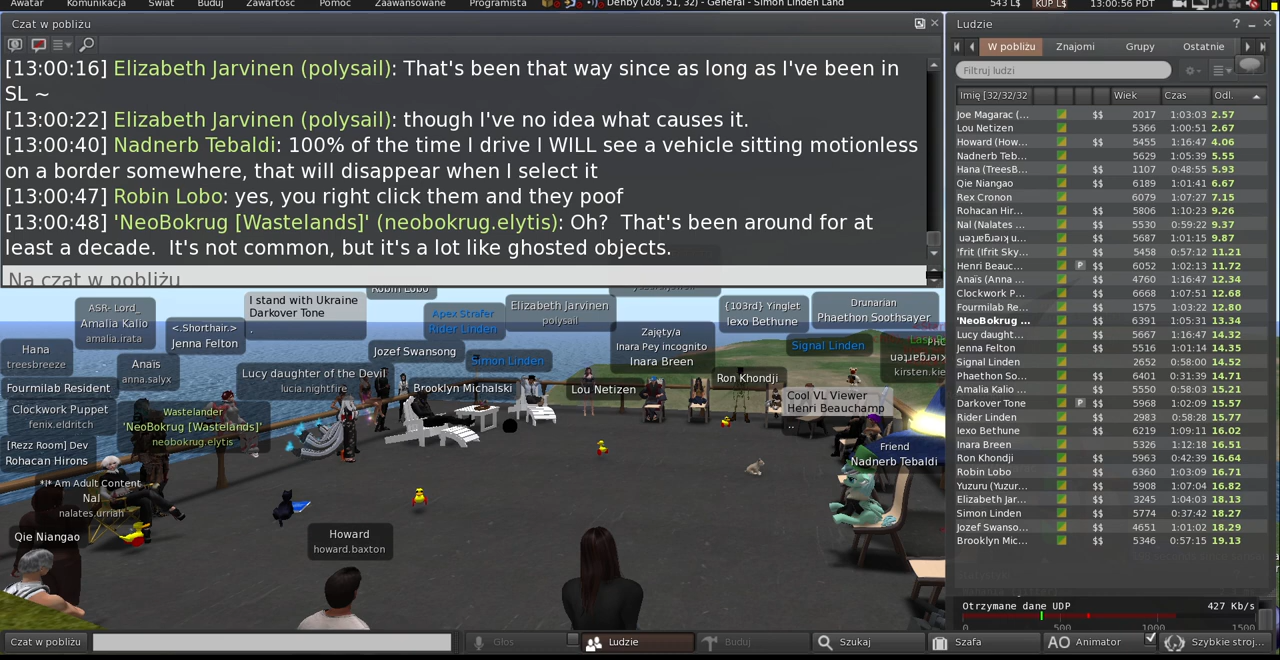 Awatar Komunikacja Świat Buduj Zawartość Pomoc Zaawansowane Programista Denby (208, 51, 32) - General - Simon Linden Land 543 L$ KUP L$ 13:00:56 PDT
Czat w pobliżu
[13:00:16] Elizabeth Jarvinen (polysail): That's been that way since as long as I've been in
SL ~
[13:00:22] Elizabeth Jarvinen (polysail): though I've no idea what causes it.
[13:00:40] Nadnerb Tebaldi: 100% of the time I drive I WILL see a vehicle sitting motionless
on a border somewhere, that will disappear when I select it
[13:00:47] Robin Lobo: yes, you right click them and they poof
[13:00:48] 'NeoBokrug [Wastelands]' (neobokrug.elytis): Oh?  That's been around for at
least a decade.  It's not common, but it's a lot like ghosted objects.
Na czat w pobliżu
Robin Lobo
ASR- Lord_
Amalia Kalio
amalia.irata
<.Shorthair.>
Jenna Felton
I stand with Ukraine
Darkover Tone
.
Apex Strafer
Rider Linden
Elizabeth Jarvinen
polysail
{103rd} Yinglet
Iexo Bethune
Drunarian
Phaethon Soothsayer
Hana
treesbreeze
Anaïs
anna.salyx
Jozef Swansong
Simon Linden
Zajęty/a
Inara Pey incognito
Inara Breen
Signal Linden
kirsten.kie
Fourmilab Resident
Lucy daughter of the Devil
lucia.nightfire
Brooklyn Michalski
Lou Netizen
Ron Khondji
Clockwork Puppet
fenix.eldritch
Wastelander
'NeoBokrug [Wastelands]'
neobokrug.elytis
Cool VL Viewer
Henri Beauchamp
..
[Rezz Room] Dev
Rohacan Hirons
Friend
Nadnerb Tebaldi
*!* Am Adult Content
Nal
nalates.urriah
Qie Niangao
Howard
howard.baxton
Ludzie
W pobliżu Znajomi Grupy Ostatnie
Filtruj ludzi
Imię [32/32/32 Wiek Czas Odl.
Joe Magarac (... $$ 2017 1:03:03 2.57
Lou Netizen 5366 1:00:51 2.67
Howard (How... $$ 5455 1:16:47 4.06
Nadnerb Teb... 5629 1:05:39 5.55
Hana (TreesB... $$ 1107 0:48:55 5.93
Qie Niangao $$ 6189 1:01:41 6.67
Rex Cronon 6079 1:07:27 7.15
Rohacan Hir... $$ 5806 1:10:23 9.26
Nal (Nalates ... $$ 5530 0:59:22 9.37
$$ 5687 1:01:15 9.87
'frit (Ifrit Sky... $$ 5458 0:57:12 11.21
Henri Beauc... P $$ 6052 1:02:13 11.72
Anaïs (Anna ... $$ 4760 1:16:47 12.34
Clockwork P... $$ 6668 1:07:51 12.68
Fourmilab Re... $$ 1575 1:03:22 12.80
'NeoBokrug ... $$ 6391 1:05:31 13.34
Lucy daught... $$ 5667 1:16:47 14.32
Jenna Felton $$ 5516 1:01:14 14.35
Signal Linden 2652 0:58:00 14.52
Phaethon So... $$ 6401 0:31:39 14.71
Amalia Kalio ... $$ 5550 0:58:03 15.21
Darkover Tone P $$ 5968 1:02:09 15.57
Rider Linden $$ 2983 0:58:28 15.77
Iexo Bethune $$ 6219 1:09:11 16.02
Inara Breen 5326 1:12:18 16.51
Ron Khondji $$ 5963 0:42:39 16.64
Robin Lobo $$ 6360 1:03:09 16.71
Yuzuru (Yuzur... $$ 5908 1:07:04 16.82
Elizabeth Jar... $$ 3245 1:04:03 18.13
Simon Linden $$ 5774 0:37:42 18.27
Jozef Swanso... $$ 4651 1:01:02 18.29
Brooklyn Mic... $$ 5346 0:57:15 19.13
Otrzymane dane UDP 427 Kb/s
0 500 1000 1500
Czat w pobliżu Głos Ludzie Buduj Szukaj Szafa AO Animator Szybkie stroj...